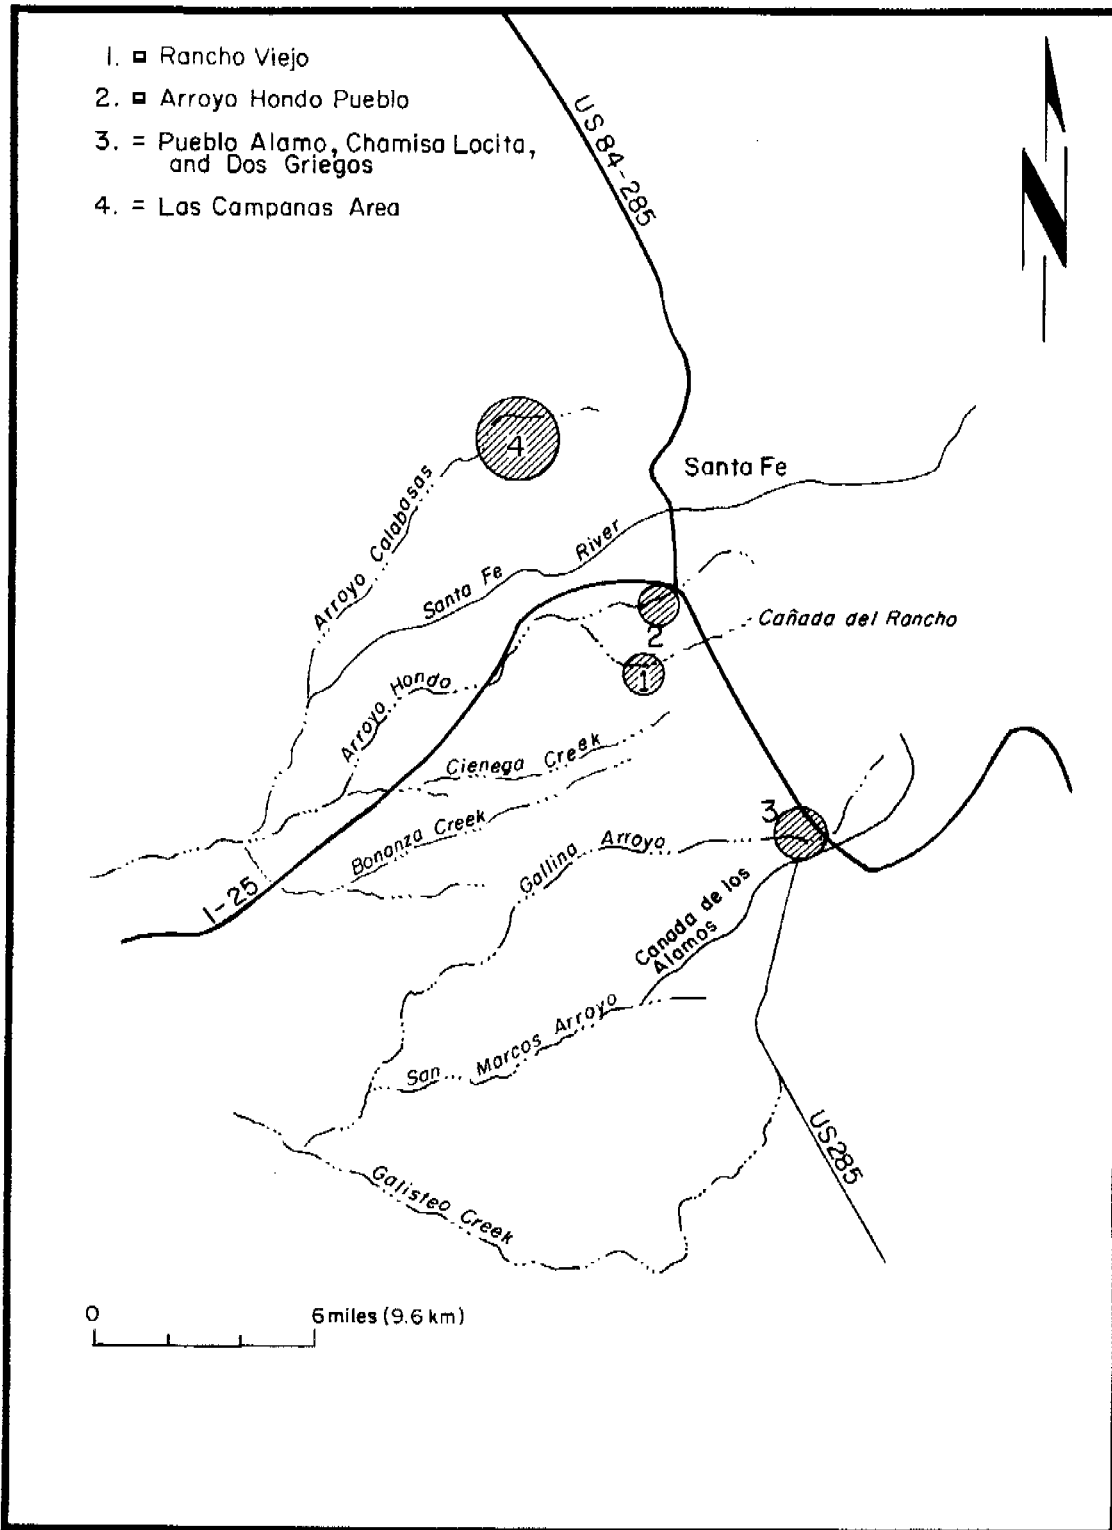 1. ▫ Rancho Viejo
2. ▫ Arroyo Hondo Pueblo
3. = Pueblo Alamo, Chamisa Locita,
and Dos Griegos
4. = Las Campanas Area
N
US 84-285
4
Santa Fe
Arroyo Calabasas
Santa Fe River
2
Cañada del Rancho
1
Arroyo Hondo
Cienega Creek
3
Bonanza Creek
Gallina Arroyo
I-25
Canada de los
Alamos
San Marcos Arroyo
US285
Galisteo Creek
0 6 miles (9.6 km)